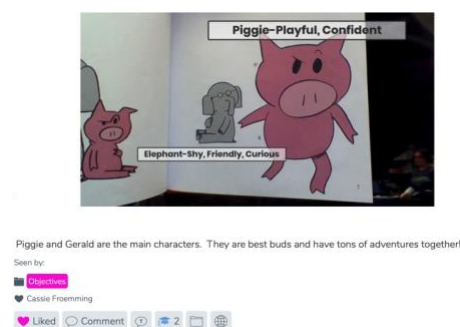 Piggie-Playful, Confident
Elephant-Shy, Friendly, Curious
Piggie and Gerald are the main characters. They are best buds and have tons of adventures together!
Seen by:
Objectives
Cassie Froemming
Liked Comment 2